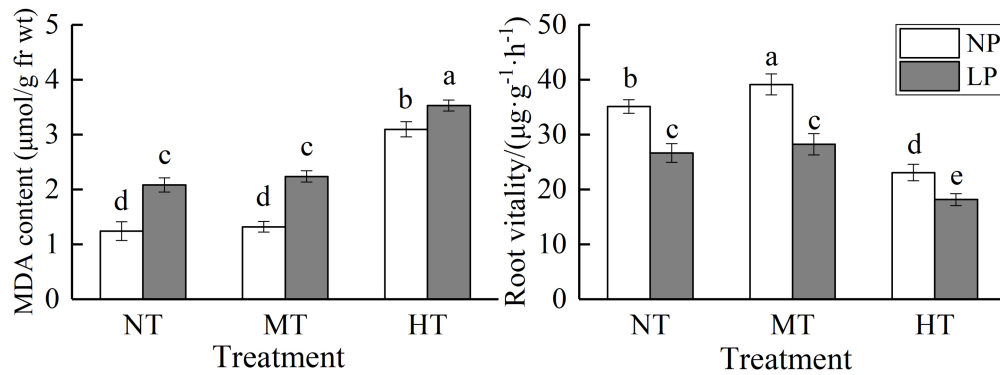 MDA content (μmol/g fr wt)
5
4
3
2
1
0
d
c
d
c
b
a
NT
MT
HT
Treatment
Root vitality/(μg·g⁻¹·h⁻¹)
50
40
30
20
10
0
b
c
a
c
d
e
NT
MT
HT
Treatment
NP
LP